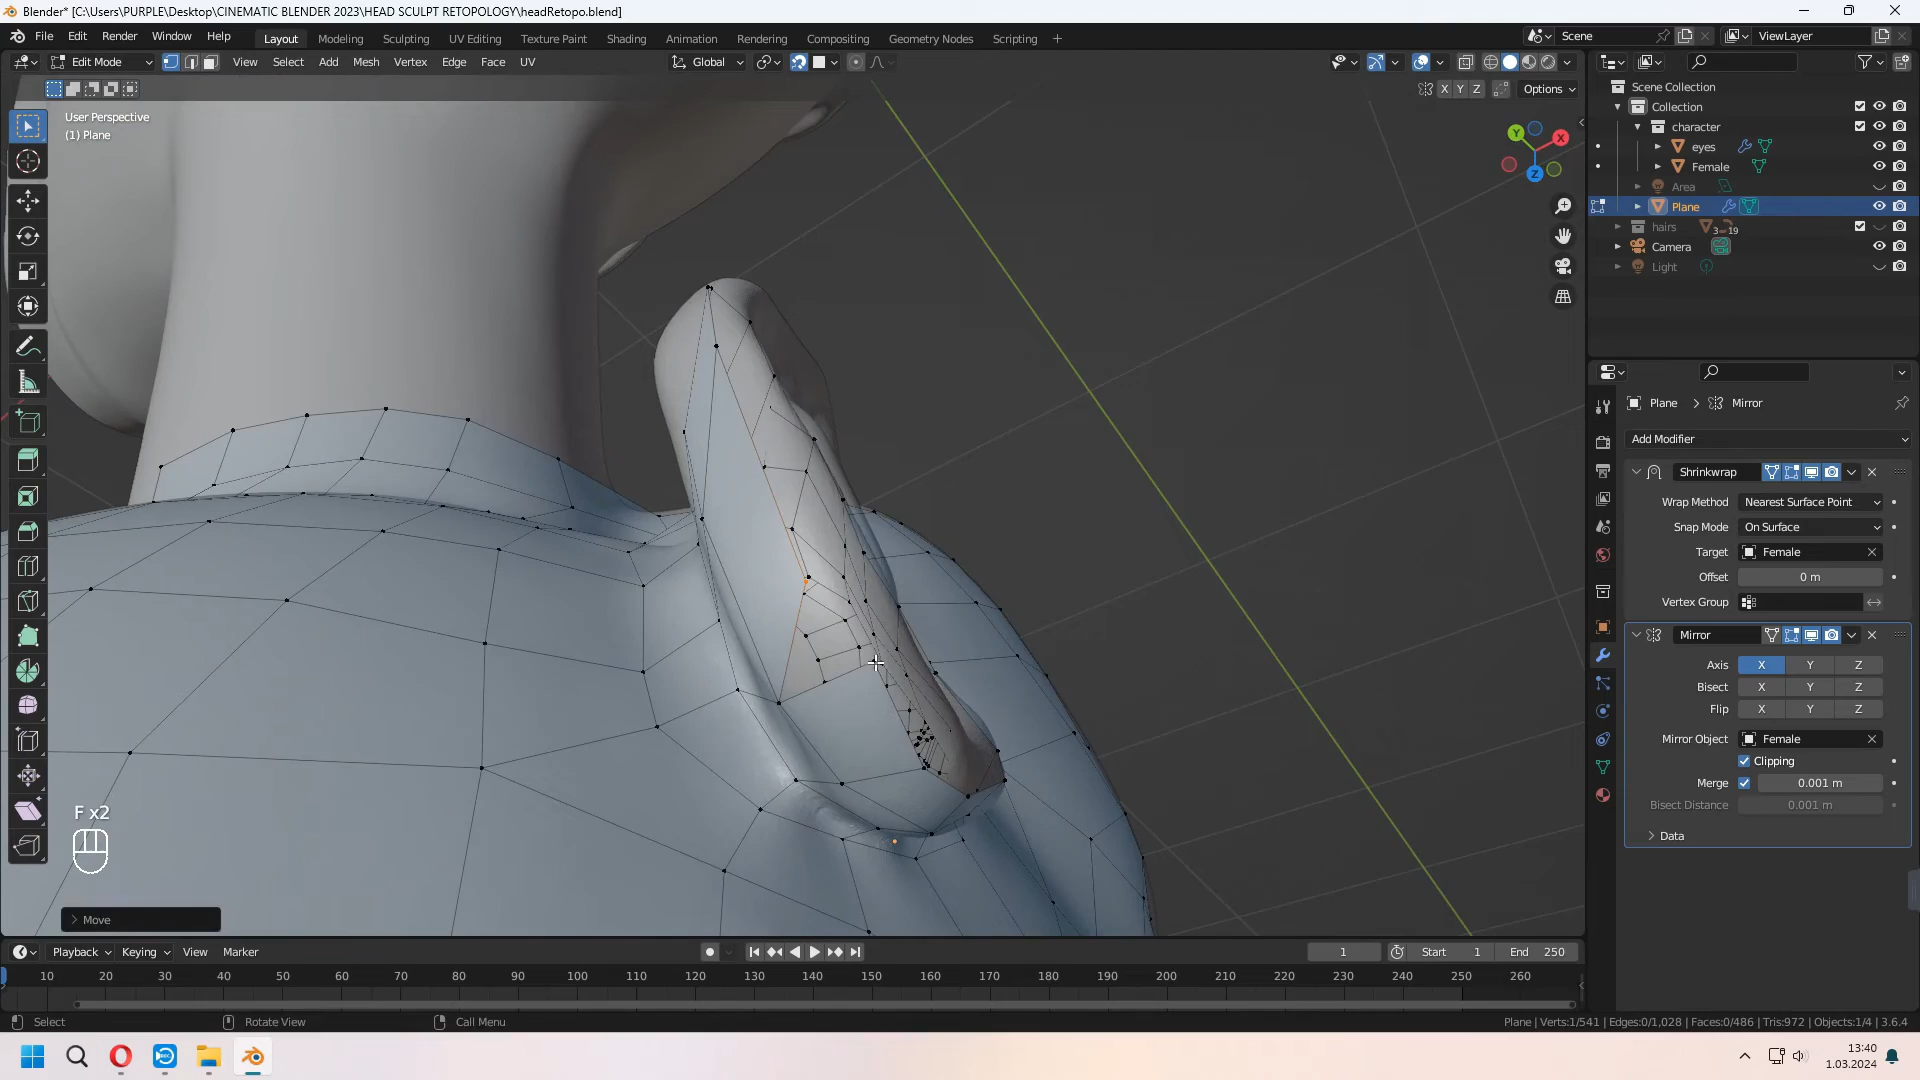 Blender* [C:\Users\PURPLE\Desktop\CINEMATIC BLENDER 2023\HEAD SCULPT RETOPOLOGY\headRetopo.blend]
File Edit Render Window Help
Layout Modeling Sculpting UV Editing Texture Paint Shading Animation Rendering Compositing Geometry Nodes Scripting +
Scene ViewLayer
Edit Mode View Select Add Mesh Vertex Edge Face UV Global
X Y Z Options
User Perspective
(1) Plane
X Y Z
Scene Collection
Collection
character
eyes
Female
Area
Plane
hairs 3 19
Camera
Light
Plane > Mirror
Add Modifier
Shrinkwrap
Wrap Method Nearest Surface Point
Snap Mode On Surface
Target Female
Offset 0 m
Vertex Group
Mirror
Axis X Y Z
Bisect X Y Z
Flip X Y Z
Mirror Object Female
Clipping
Merge 0.001 m
Bisect Distance 0.001 m
Data
F x2
Move
Playback Keying View Marker 1 Start 1 End 250
10 20 30 40 50 60 70 80 90 100 110 120 130 140 150 160 170 180 190 200 210 220 230 240 250 260
Select Rotate View Call Menu Plane | Verts:1/541 | Edges:0/1,028 | Faces:0/486 | Tris:972 | Objects:1/4 | 3.6.4
13:40
1.03.2024